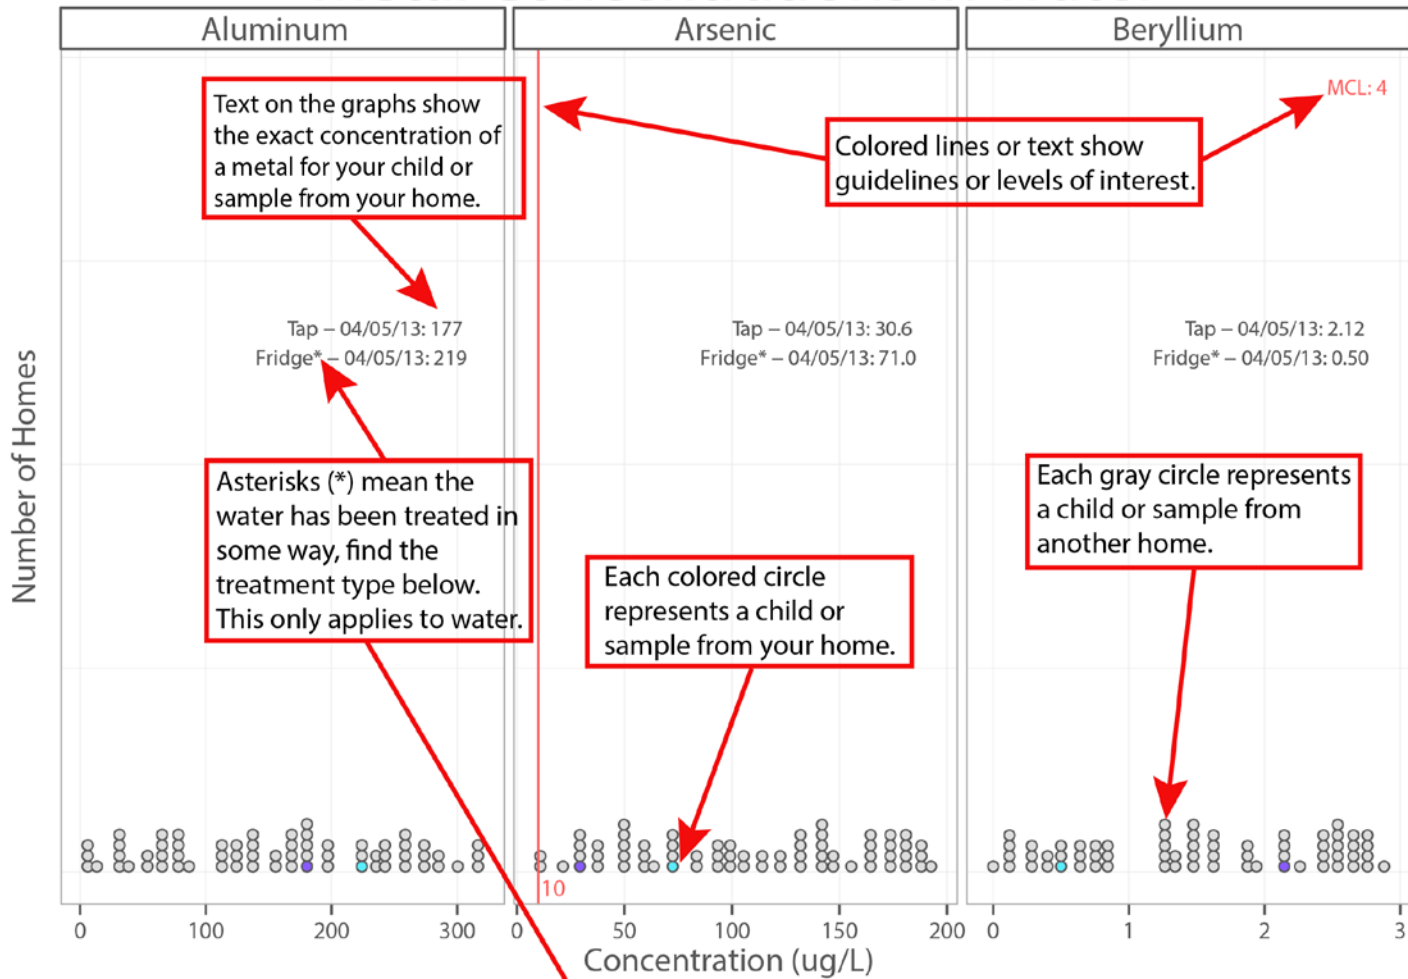 Aluminum
Arsenic
Beryllium
Text on the graphs show
the exact concentration of
a metal for your child or
sample from your home.
Colored lines or text show
guidelines or levels of interest.
MCL: 4
Tap – 04/05/13: 177
Fridge* – 04/05/13: 219
Tap – 04/05/13: 30.6
Fridge* – 04/05/13: 71.0
Tap – 04/05/13: 2.12
Fridge* – 04/05/13: 0.50
Number of Homes
Asterisks (*) mean the
water has been treated in
some way, find the
treatment type below.
This only applies to water.
Each colored circle
represents a child or
sample from your home.
Each gray circle represents
a child or sample from
another home.
10
0 100 200 300
0 50 100 150 200
0 1 2 3
Concentration (ug/L)